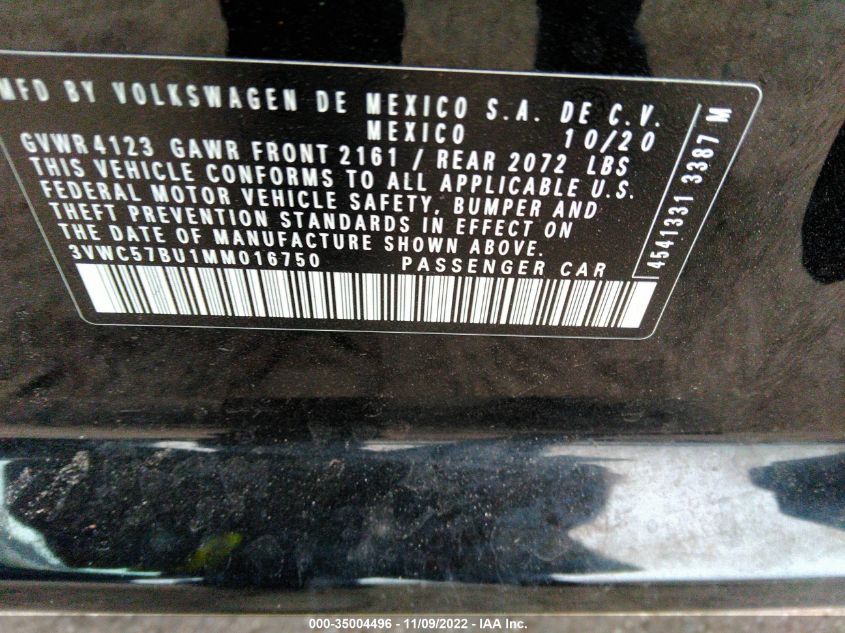 MFD BY VOLKSWAGEN DE MEXICO S.A. DE C.V.
MEXICO 10/20
GVWR 4123 GAWR FRONT 2161 / REAR 2072 LBS
THIS VEHICLE CONFORMS TO ALL APPLICABLE U.S.
FEDERAL MOTOR VEHICLE SAFETY, BUMPER AND
THEFT PREVENTION STANDARDS IN EFFECT ON
THE DATE OF MANUFACTURE SHOWN ABOVE.
3VWC57BU1MM016750 PASSENGER CAR
4541331 3387 M
000-35004496 - 11/09/2022 - IAA Inc.